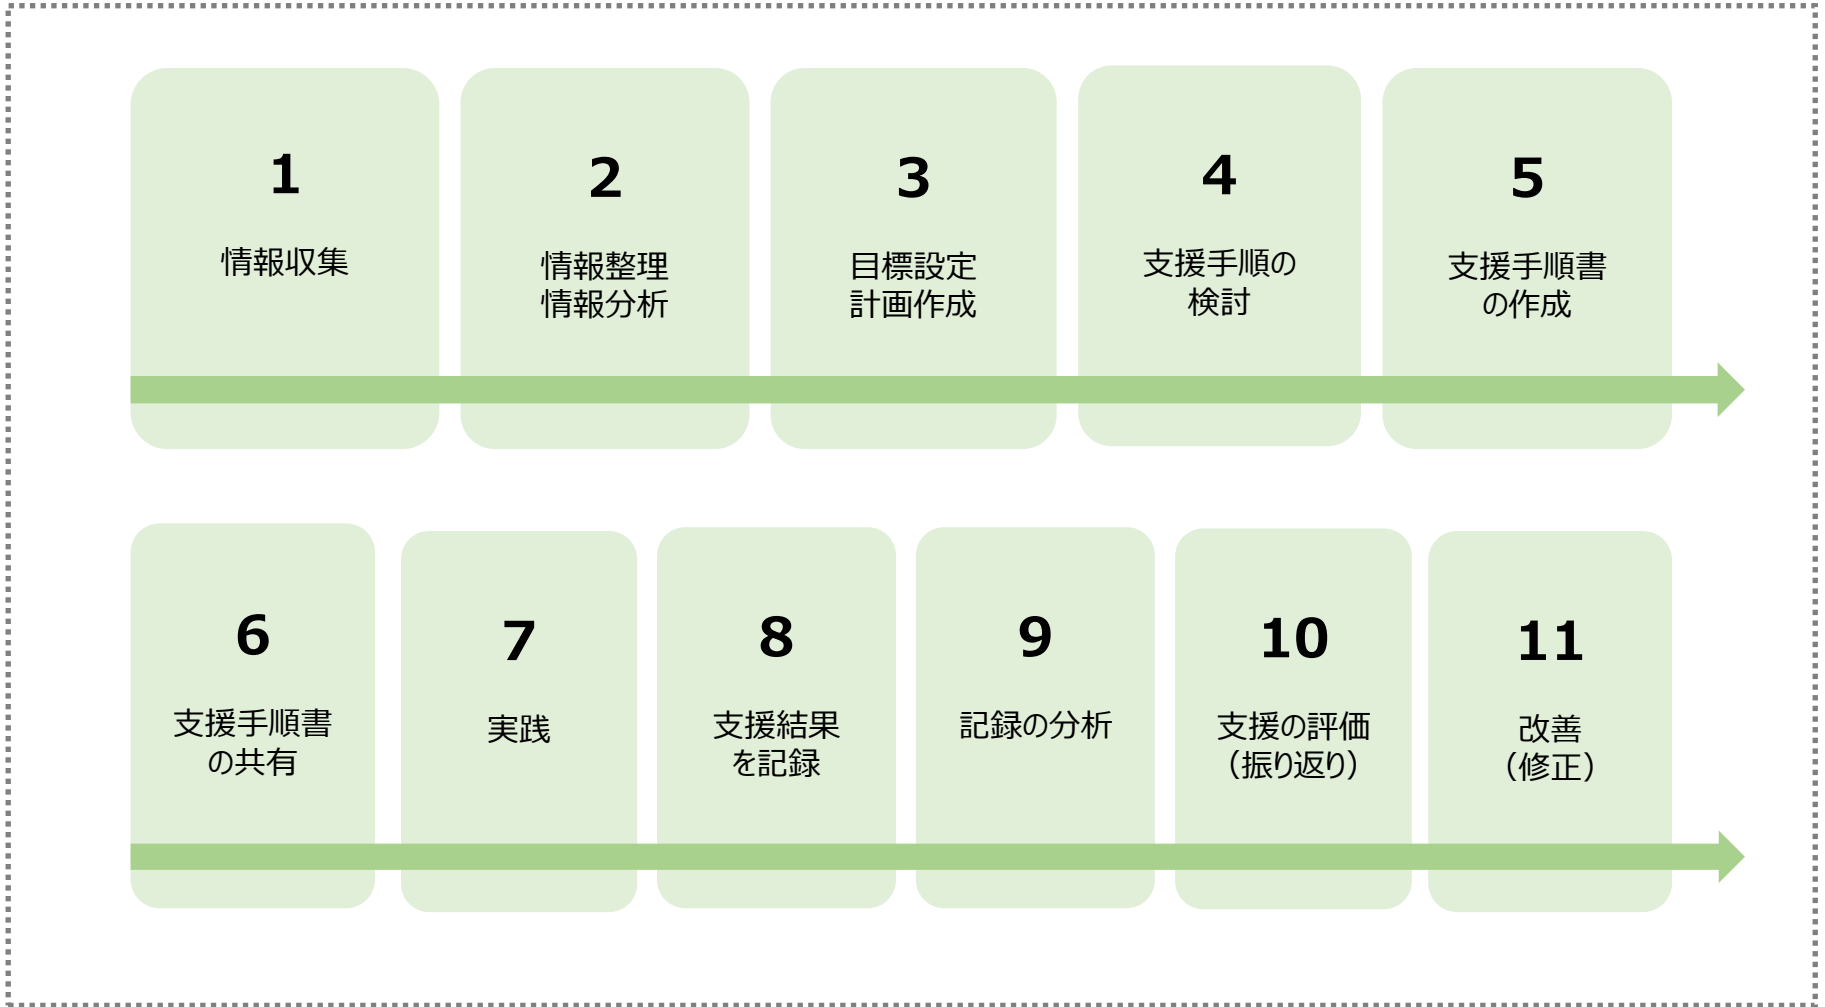 1
情報収集
2
情報整理
情報分析
3
目標設定
計画作成
4
支援手順の
検討
5
支援手順書
の作成
6
支援手順書
の共有
7
実践
8
支援結果
を記録
9
記録の分析
10
支援の評価
（振り返り）
11
改善
（修正）